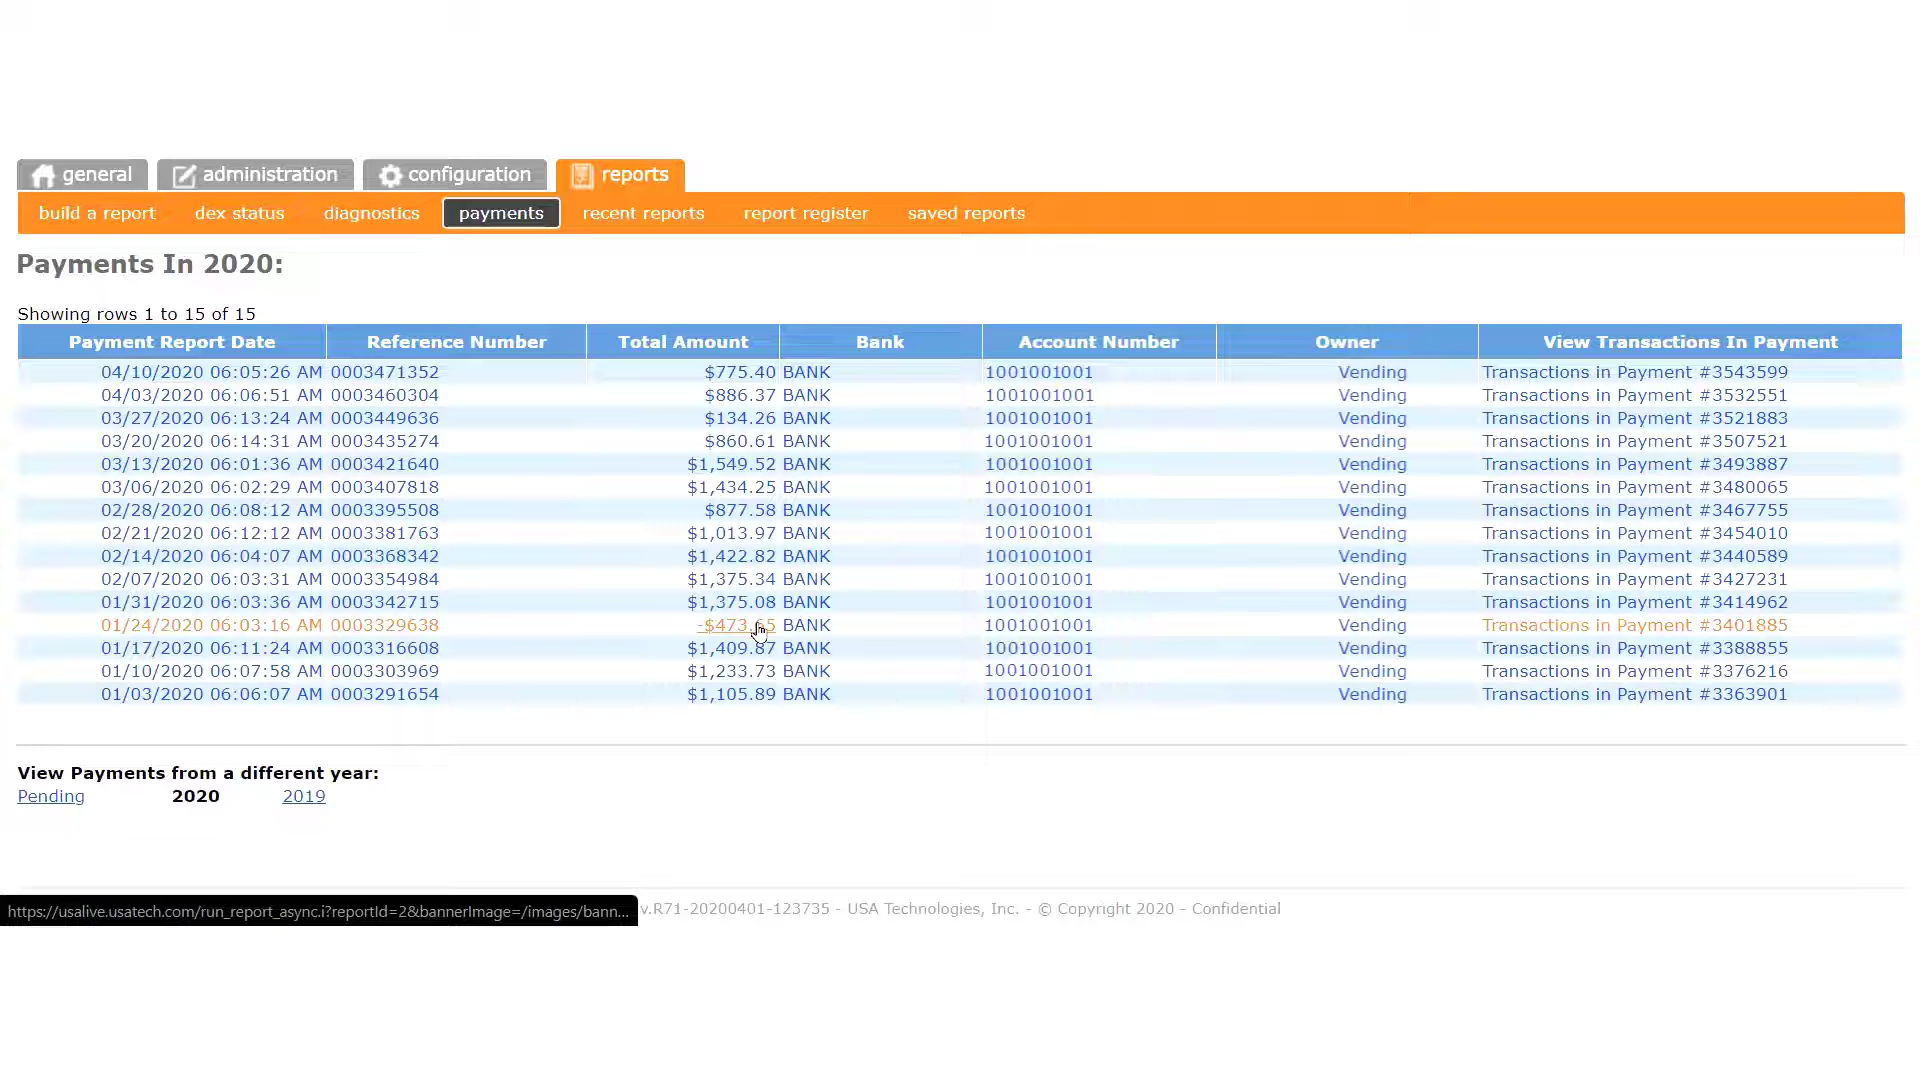 general administration configuration reports
build a report dex status diagnostics payments recent reports report register saved reports
Payments In 2020:
Showing rows 1 to 15 of 15
Payment Report Date Reference Number Total Amount Bank Account Number Owner View Transactions In Payment
04/10/2020 06:05:26 AM 0003471352 $775.40 BANK 1001001001 Vending Transactions in Payment #3543599
04/03/2020 06:06:51 AM 0003460304 $886.37 BANK 1001001001 Vending Transactions in Payment #3532551
03/27/2020 06:13:24 AM 0003449636 $134.26 BANK 1001001001 Vending Transactions in Payment #3521883
03/20/2020 06:14:31 AM 0003435274 $860.61 BANK 1001001001 Vending Transactions in Payment #3507521
03/13/2020 06:01:36 AM 0003421640 $1,549.52 BANK 1001001001 Vending Transactions in Payment #3493887
03/06/2020 06:02:29 AM 0003407818 $1,434.25 BANK 1001001001 Vending Transactions in Payment #3480065
02/28/2020 06:08:12 AM 0003395508 $877.58 BANK 1001001001 Vending Transactions in Payment #3467755
02/21/2020 06:12:12 AM 0003381763 $1,013.97 BANK 1001001001 Vending Transactions in Payment #3454010
02/14/2020 06:04:07 AM 0003368342 $1,422.82 BANK 1001001001 Vending Transactions in Payment #3440589
02/07/2020 06:03:31 AM 0003354984 $1,375.34 BANK 1001001001 Vending Transactions in Payment #3427231
01/31/2020 06:03:36 AM 0003342715 $1,375.08 BANK 1001001001 Vending Transactions in Payment #3414962
01/24/2020 06:03:16 AM 0003329638 BANK 1001001001 Vending Transactions in Payment #3401885
01/17/2020 06:11:24 AM 0003316608 $1,409.87 BANK 1001001001 Vending Transactions in Payment #3388855
01/10/2020 06:07:58 AM 0003303969 $1,233.73 BANK 1001001001 Vending Transactions in Payment #3376216
01/03/2020 06:06:07 AM 0003291654 $1,105.89 BANK 1001001001 Vending Transactions in Payment #3363901
View Payments from a different year:
Pending 2020 2019
https://usalive.usatech.com/run_report_async.i?reportId=2&bannerImage=/images/bann... v.R71-20200401-123735 - USA Technologies, Inc. - © Copyright 2020 - Confidential